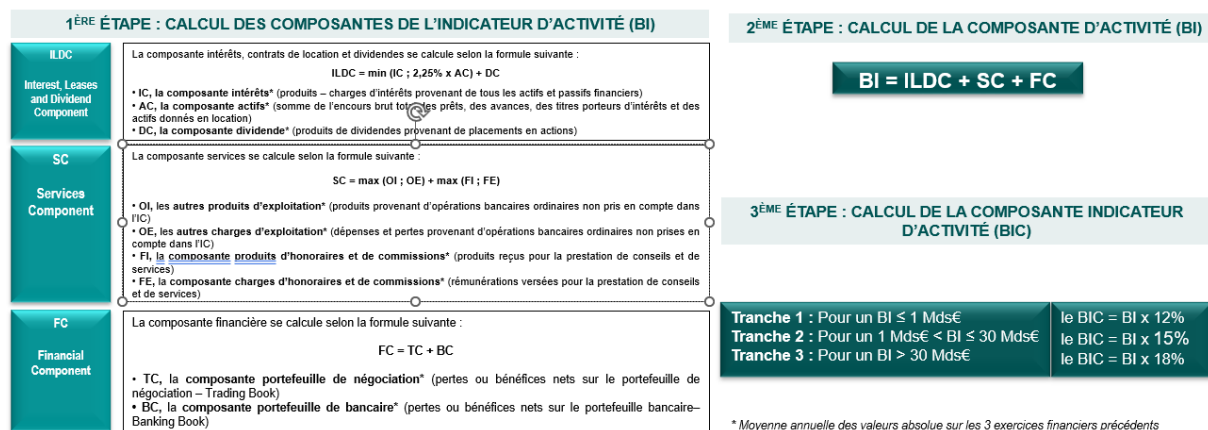 1ÈRE ÉTAPE : CALCUL DES COMPOSANTES DE L'INDICATEUR D'ACTIVITÉ (BI)
ILDC
Interest, Leases
and Dividend
Component
La composante intérêts, contrats de location et dividendes se calcule selon la formule suivante :
ILDC = min (IC ; 2,25% x AC) + DC
• IC, la composante intérêts* (produits – charges d'intérêts provenant de tous les actifs et passifs financiers)
• AC, la composante actifs* (somme de l'encours brut des prêts, des avances, des titres porteurs d'intérêts et des
actifs donnés en location)
• DC, la composante dividende* (produits de dividendes provenant de placements en actions)
SC
Services
Component
La composante services se calcule selon la formule suivante :
SC = max (OI ; OE) + max (FI ; FE)
• OI, les autres produits d'exploitation* (produits provenant d'opérations bancaires ordinaires non pris en compte dans
l'IC)
• OE, les autres charges d'exploitation* (dépenses et pertes provenant d'opérations bancaires ordinaires non prises en
compte dans l'IC)
• FI, la composante produits d'honoraires et de commissions* (produits reçus pour la prestation de conseils et de
services)
• FE, la composante charges d'honoraires et de commissions* (rémunérations versées pour la prestation de conseils
et de services)
FC
Financial
Component
La composante financière se calcule selon la formule suivante :
FC = TC + BC
• TC, la composante portefeuille de négociation* (pertes ou bénéfices nets sur le portefeuille de
négociation – Trading Book)
• BC, la composante portefeuille de bancaire* (pertes ou bénéfices nets sur le portefeuille bancaire–
Banking Book)
2ÈME ÉTAPE : CALCUL DE LA COMPOSANTE D'ACTIVITÉ (BI)
BI = ILDC + SC + FC
3ÈME ÉTAPE : CALCUL DE LA COMPOSANTE INDICATEUR
D'ACTIVITÉ (BIC)
Tranche 1 : Pour un BI ≤ 1 Mds€ le BIC = BI x 12%
Tranche 2 : Pour un 1 Mds€ < BI ≤ 30 Mds€ le BIC = BI x 15%
Tranche 3 : Pour un BI > 30 Mds€ le BIC = BI x 18%
* Moyenne annuelle des valeurs absolue sur les 3 exercices financiers précédents